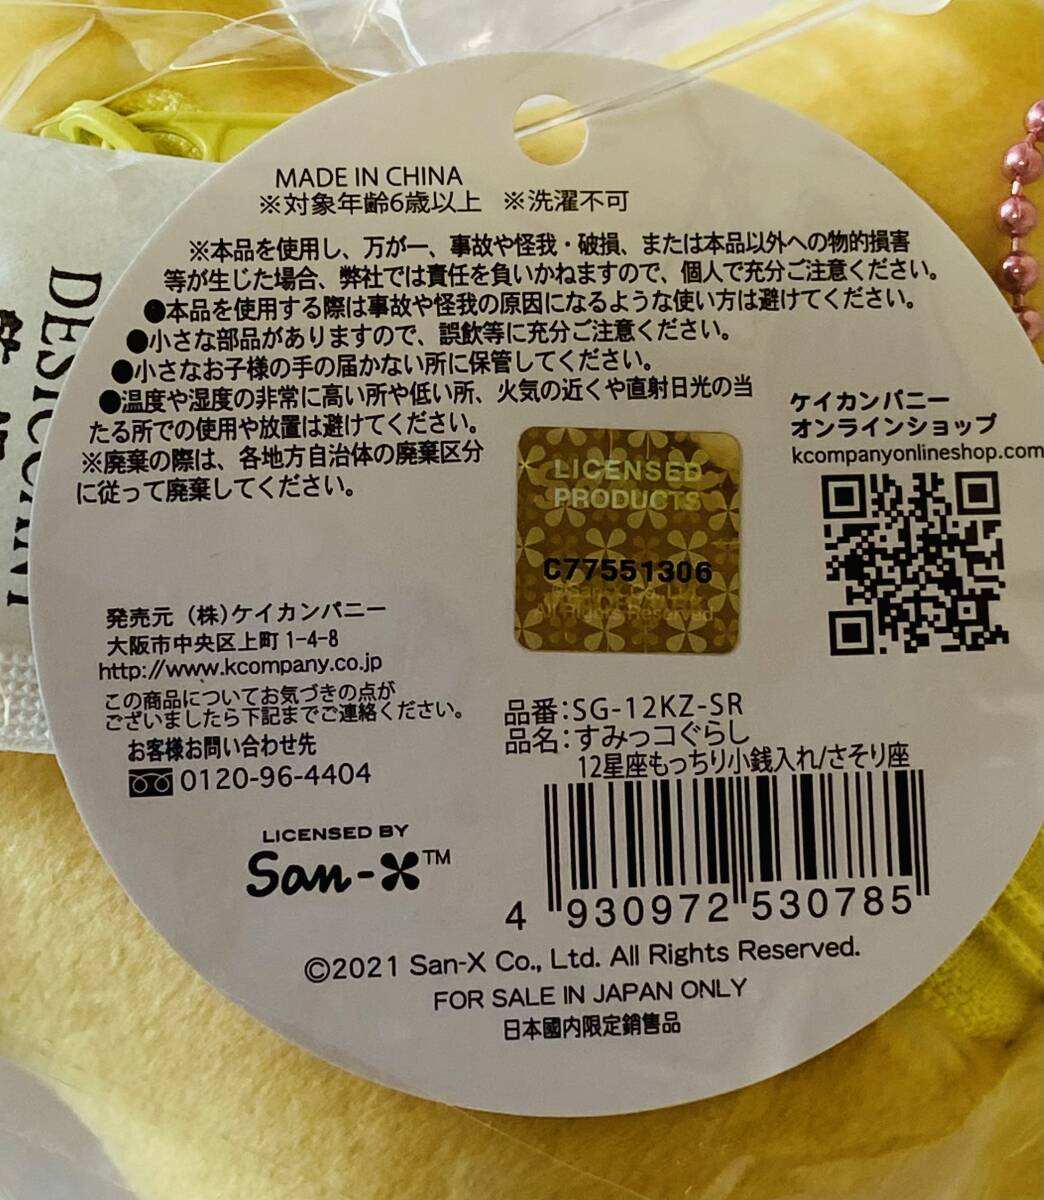 MADE IN CHINA
※対象年齢6歳以上 ※洗濯不可
※本品を使用し、万が一、事故や怪我・破損、または本品以外への物的損害
等が生じた場合、弊社では責任を負いかねますので、個人で充分ご注意ください。
●本品を使用する際は事故や怪我の原因になるような使い方は避けてください。
●小さな部品がありますので、誤飲等に充分ご注意ください。
●小さなお子様の手の届かない所に保管してください。
●温度や湿度の非常に高い所や低い所、火気の近くや直射日光の当
たる所での使用や放置は避けてください。
※廃棄の際は、各地方自治体の廃棄区分
に従って廃棄してください。
ケイカンパニー
オンラインショップ
kcompanyonlineshop.com
LICENSED
PRODUCTS
C77551306
San-X Co., Ltd.
All Rights Reserved
発売元（株）ケイカンパニー
大阪市中央区上町1-4-8
http://www.kcompany.co.jp
この商品についてお気づきの点が
ございましたら下記までご連絡ください。
お客様お問い合わせ先
0120-96-4404
品番：SG-12KZ-SR
品名：すみっコぐらし
12星座もっちり小銭入れ/さそり座
LICENSED BY
San-X™
4 930972 530785
©2021 San-X Co., Ltd. All Rights Reserved.
FOR SALE IN JAPAN ONLY
日本國内限定銷售品